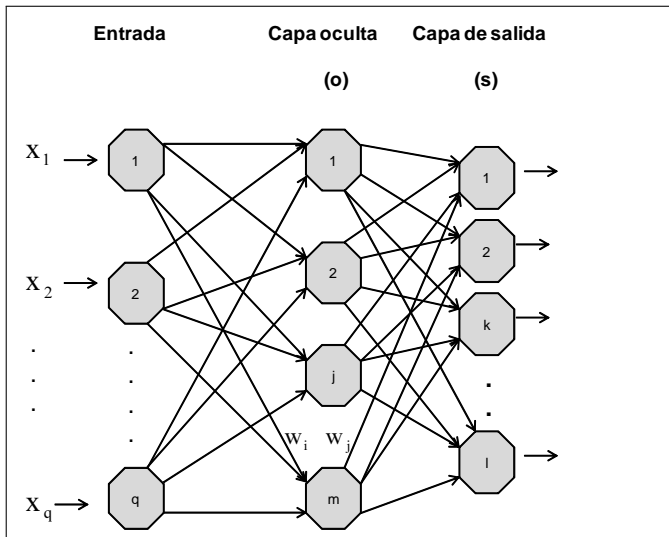 Entrada Capa oculta Capa de salida
(o) (s)
X1 1 1 1
X2 2 2 2
j k
wi wj
Xq q m l